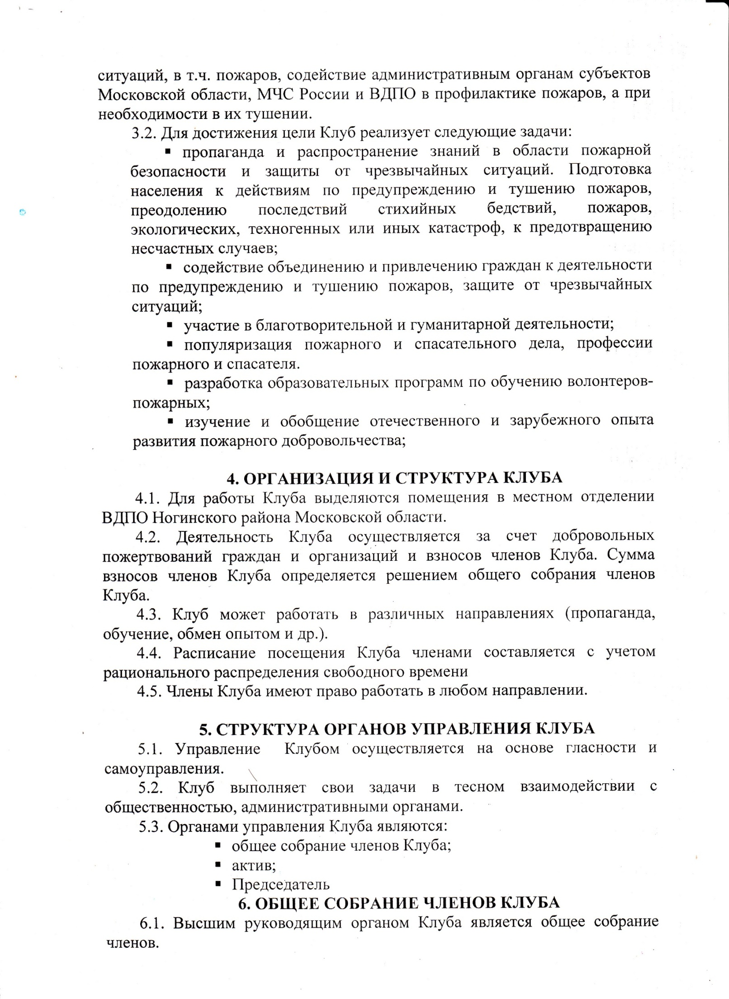 ситуаций, в т.ч. пожаров, содействие административным органам субъектов
Московской области, МЧС России и ВДПО в профилактике пожаров, а при
необходимости в их тушении.
3.2. Для достижения цели Клуб реализует следующие задачи:
▪ пропаганда и распространение знаний в области пожарной
безопасности и защиты от чрезвычайных ситуаций. Подготовка
населения к действиям по предупреждению и тушению пожаров,
преодолению последствий стихийных бедствий, пожаров,
экологических, техногенных или иных катастроф, к предотвращению
несчастных случаев;
▪ содействие объединению и привлечению граждан к деятельности
по предупреждению и тушению пожаров, защите от чрезвычайных
ситуаций;
▪ участие в благотворительной и гуманитарной деятельности;
▪ популяризация пожарного и спасательного дела, профессии
пожарного и спасателя.
▪ разработка образовательных программ по обучению волонтеров-
пожарных;
▪ изучение и обобщение отечественного и зарубежного опыта
развития пожарного добровольчества;
4. ОРГАНИЗАЦИЯ И СТРУКТУРА КЛУБА
4.1. Для работы Клуба выделяются помещения в местном отделении
ВДПО Ногинского района Московской области.
4.2. Деятельность Клуба осуществляется за счет добровольных
пожертвований граждан и организаций и взносов членов Клуба. Сумма
взносов членов Клуба определяется решением общего собрания членов
Клуба.
4.3. Клуб может работать в различных направлениях (пропаганда,
обучение, обмен опытом и др.).
4.4. Расписание посещения Клуба членами составляется с учетом
рационального распределения свободного времени
4.5. Члены Клуба имеют право работать в любом направлении.
5. СТРУКТУРА ОРГАНОВ УПРАВЛЕНИЯ КЛУБА
5.1. Управление Клубом осуществляется на основе гласности и
самоуправления.
5.2. Клуб выполняет свои задачи в тесном взаимодействии с
общественностью, административными органами.
5.3. Органами управления Клуба являются:
▪ общее собрание членов Клуба;
▪ актив;
▪ Председатель
6. ОБЩЕЕ СОБРАНИЕ ЧЛЕНОВ КЛУБА
6.1. Высшим руководящим органом Клуба является общее собрание
членов.